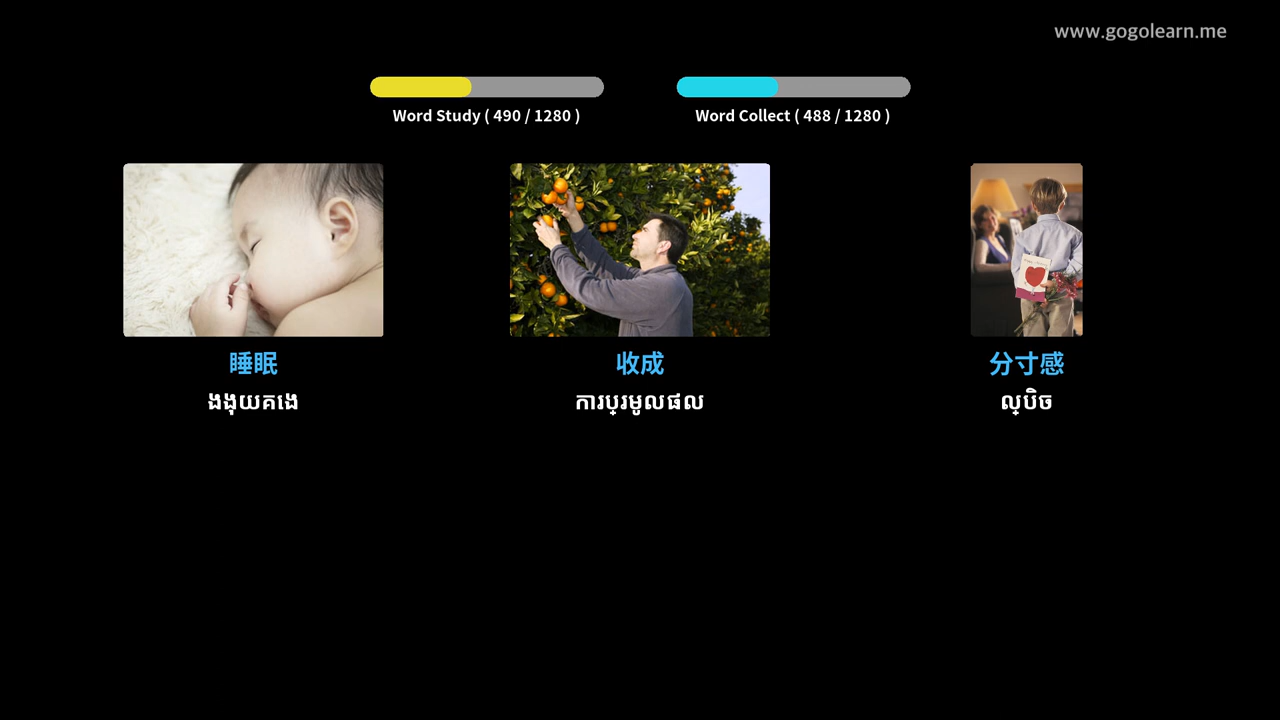 www.gogolearn.me
Word Study ( 490 / 1280 )
Word Collect ( 488 / 1280 )
睡眠
ងងុយគងេ
收成
ការប្រមូលផល
分寸感
ល្បិច